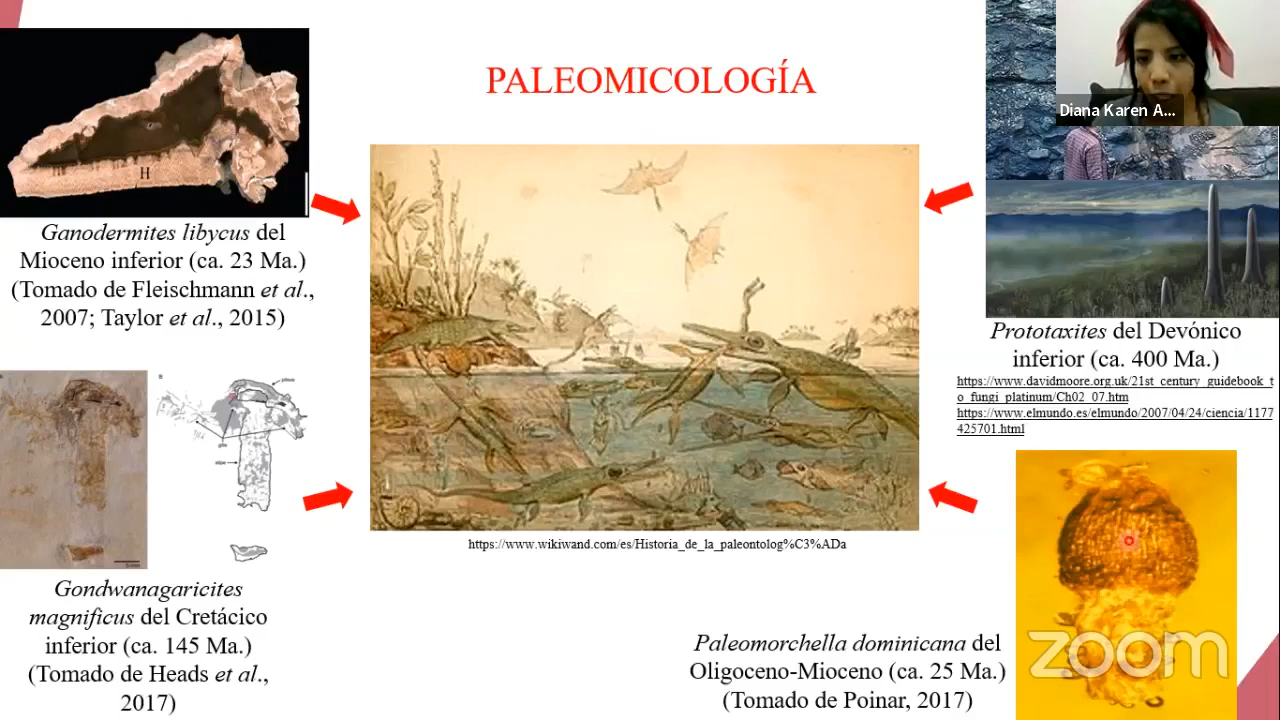 PALEOMICOLOGÍA
Diana Karen A...
H
Ganodermites libycus del
Mioceno inferior (ca. 23 Ma.)
(Tomado de Fleischmann et al.,
2007; Taylor et al., 2015)
Prototaxites del Devónico
inferior (ca. 400 Ma.)
https://www.davidmoore.org.uk/21st_century_guidebook_t
o_fungi_platinum/Ch02_07.htm
https://www.elmundo.es/elmundo/2007/04/24/ciencia/1177
425701.html
https://www.wikiwand.com/es/Historia_de_la_paleontolog%C3%ADa
Gondwanagaricites
magnificus del Cretácico
inferior (ca. 145 Ma.)
(Tomado de Heads et al.,
2017)
Paleomorchella dominicana del
Oligoceno-Mioceno (ca. 25 Ma.)
(Tomado de Poinar, 2017)
zoom